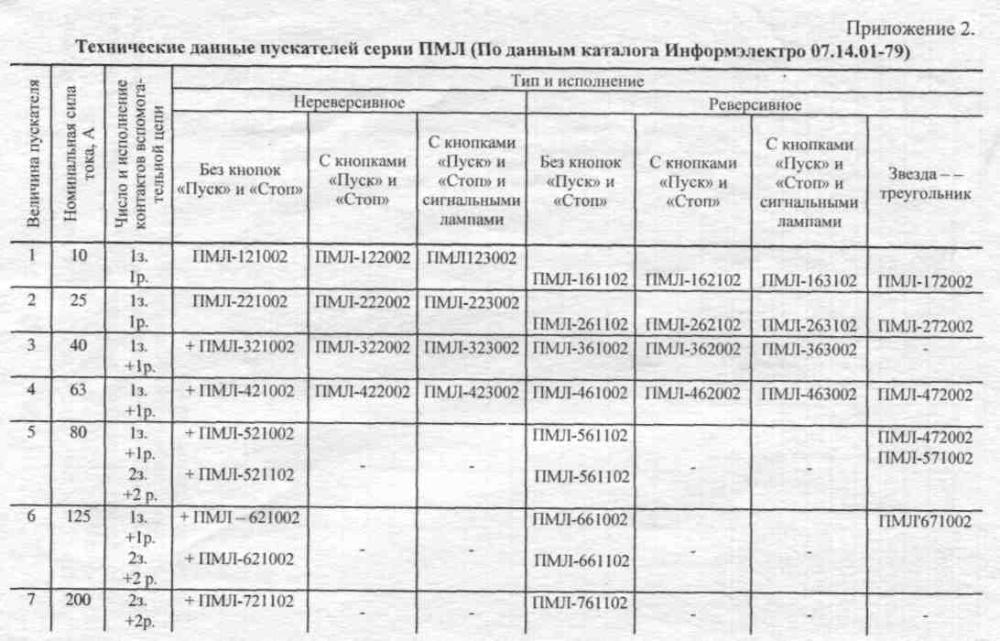 Приложение 2.
Технические данные пускателей серии ПМЛ (По данным каталога Информэлектро 07.14.01-79)
Величина пускателя
Номинальная сила
тока, А
Число и исполнение
контактов вспомога-
тельной цепи
Тип и исполнение
Нереверсивное
Реверсивное
Без кнопок
«Пуск» и «Стоп»
С кнопками
«Пуск» и
«Стоп»
С кнопками
«Пуск» и
«Стоп» и
сигнальными
лампами
Без кнопок
«Пуск» и
«Стоп»
С кнопками
«Пуск» и
«Стоп»
С кнопками
«Пуск» и
«Стоп» и
сигнальными
лампами
Звезда – –
треугольник
1 10 1з. ПМЛ-121002 ПМЛ-122002 ПМЛ123002
1р. ПМЛ-161102 ПМЛ-162102 ПМЛ-163102 ПМЛ-172002
2 25 1з. ПМЛ-221002 ПМЛ-222002 ПМЛ-223002
1р. ПМЛ-261102 ПМЛ-262102 ПМЛ-263102 ПМЛ-272002
3 40 1з. + ПМЛ-321002 ПМЛ-322002 ПМЛ-323002 ПМЛ-361002 ПМЛ-362002 ПМЛ-363002 -
+1р.
4 63 1з. + ПМЛ-421002 ПМЛ-422002 ПМЛ-423002 ПМЛ-461002 ПМЛ-462002 ПМЛ-463002 ПМЛ-472002
+1р.
5 80 1з. + ПМЛ-521002 ПМЛ-561102 ПМЛ-472002
+1р. ПМЛ-571002
2з. + ПМЛ-521102 - - ПМЛ-561102 - -
+2 р.
6 125 1з. + ПМЛ – 621002 ПМЛ-661002 ПМЛ'671002
+1р.
2з. + ПМЛ-621002 - - ПМЛ-661102 - -
+2 р.
7 200 2з. + ПМЛ-721102 ПМЛ-761102
+2р. - - - - -